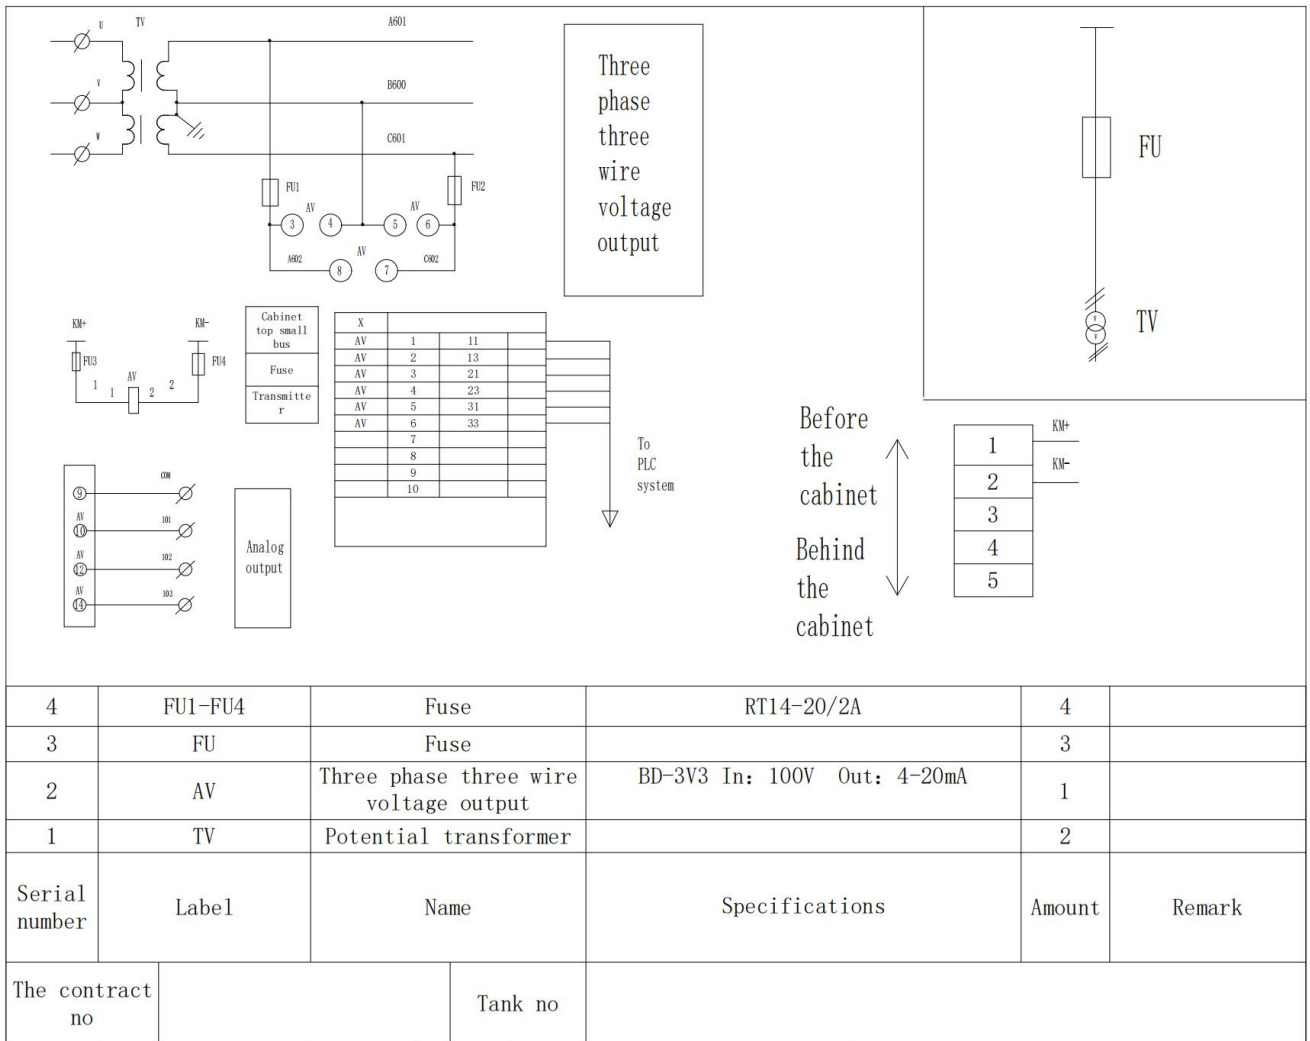 U
TV
A601
V
B600
W
C601
FU1
FU2
AV
AV
3
4
5
6
A602
AV
C602
8
7
Three
phase
three
wire
voltage
output
FU
TV
KM+
KM-
FU3
FU4
1
1
AV
2
2
Cabinet
top small
bus
Fuse
Transmitte
r
X
AV 1 11
AV 2 13
AV 3 21
AV 4 23
AV 5 31
AV 6 33
7
8
9
10
To
PLC
system
COM
9
AV
101
10
AV
102
12
AV
103
14
Analog
output
Before
the
cabinet
Behind
the
cabinet
1
2
3
4
5
KM+
KM-
4 FU1-FU4 Fuse RT14-20/2A 4
3 FU Fuse 3
2 AV Three phase three wire
voltage output BD-3V3 In: 100V Out: 4-20mA 1
1 TV Potential transformer 2
Serial
number Label Name Specifications Amount Remark
The contract
no Tank no